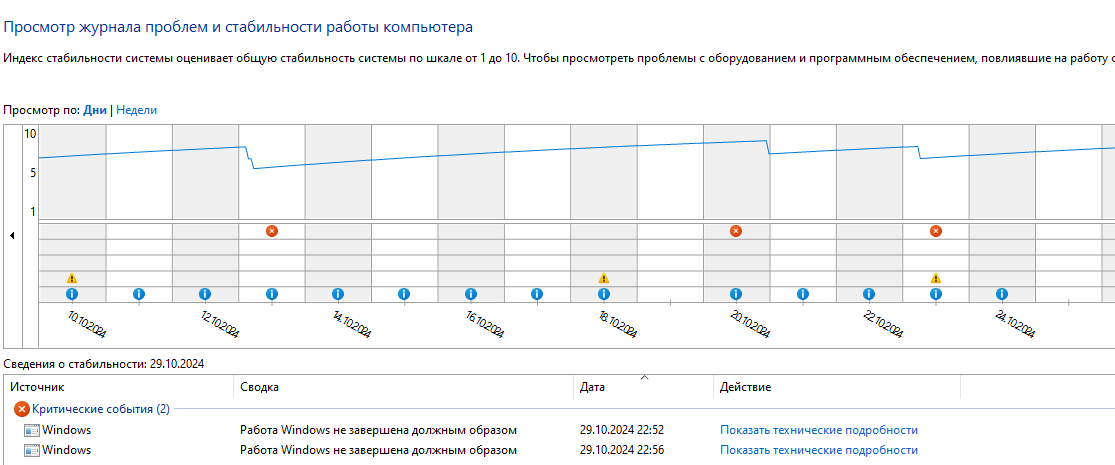 Просмотр журнала проблем и стабильности работы компьютера
Индекс стабильности системы оценивает общую стабильность системы по шкале от 1 до 10. Чтобы просмотреть проблемы с оборудованием и программным обеспечением, повлиявшие на работу с
Просмотр по: Дни | Недели
10
5
1
10.10.2024 12.10.2024 14.10.2024 16.10.2024 18.10.2024 20.10.2024 22.10.2024 24.10.2024
Сведения о стабильности: 29.10.2024
Источник Сводка Дата Действие
Критические события (2)
Windows Работа Windows не завершена должным образом 29.10.2024 22:52 Показать технические подробности
Windows Работа Windows не завершена должным образом 29.10.2024 22:56 Показать технические подробности